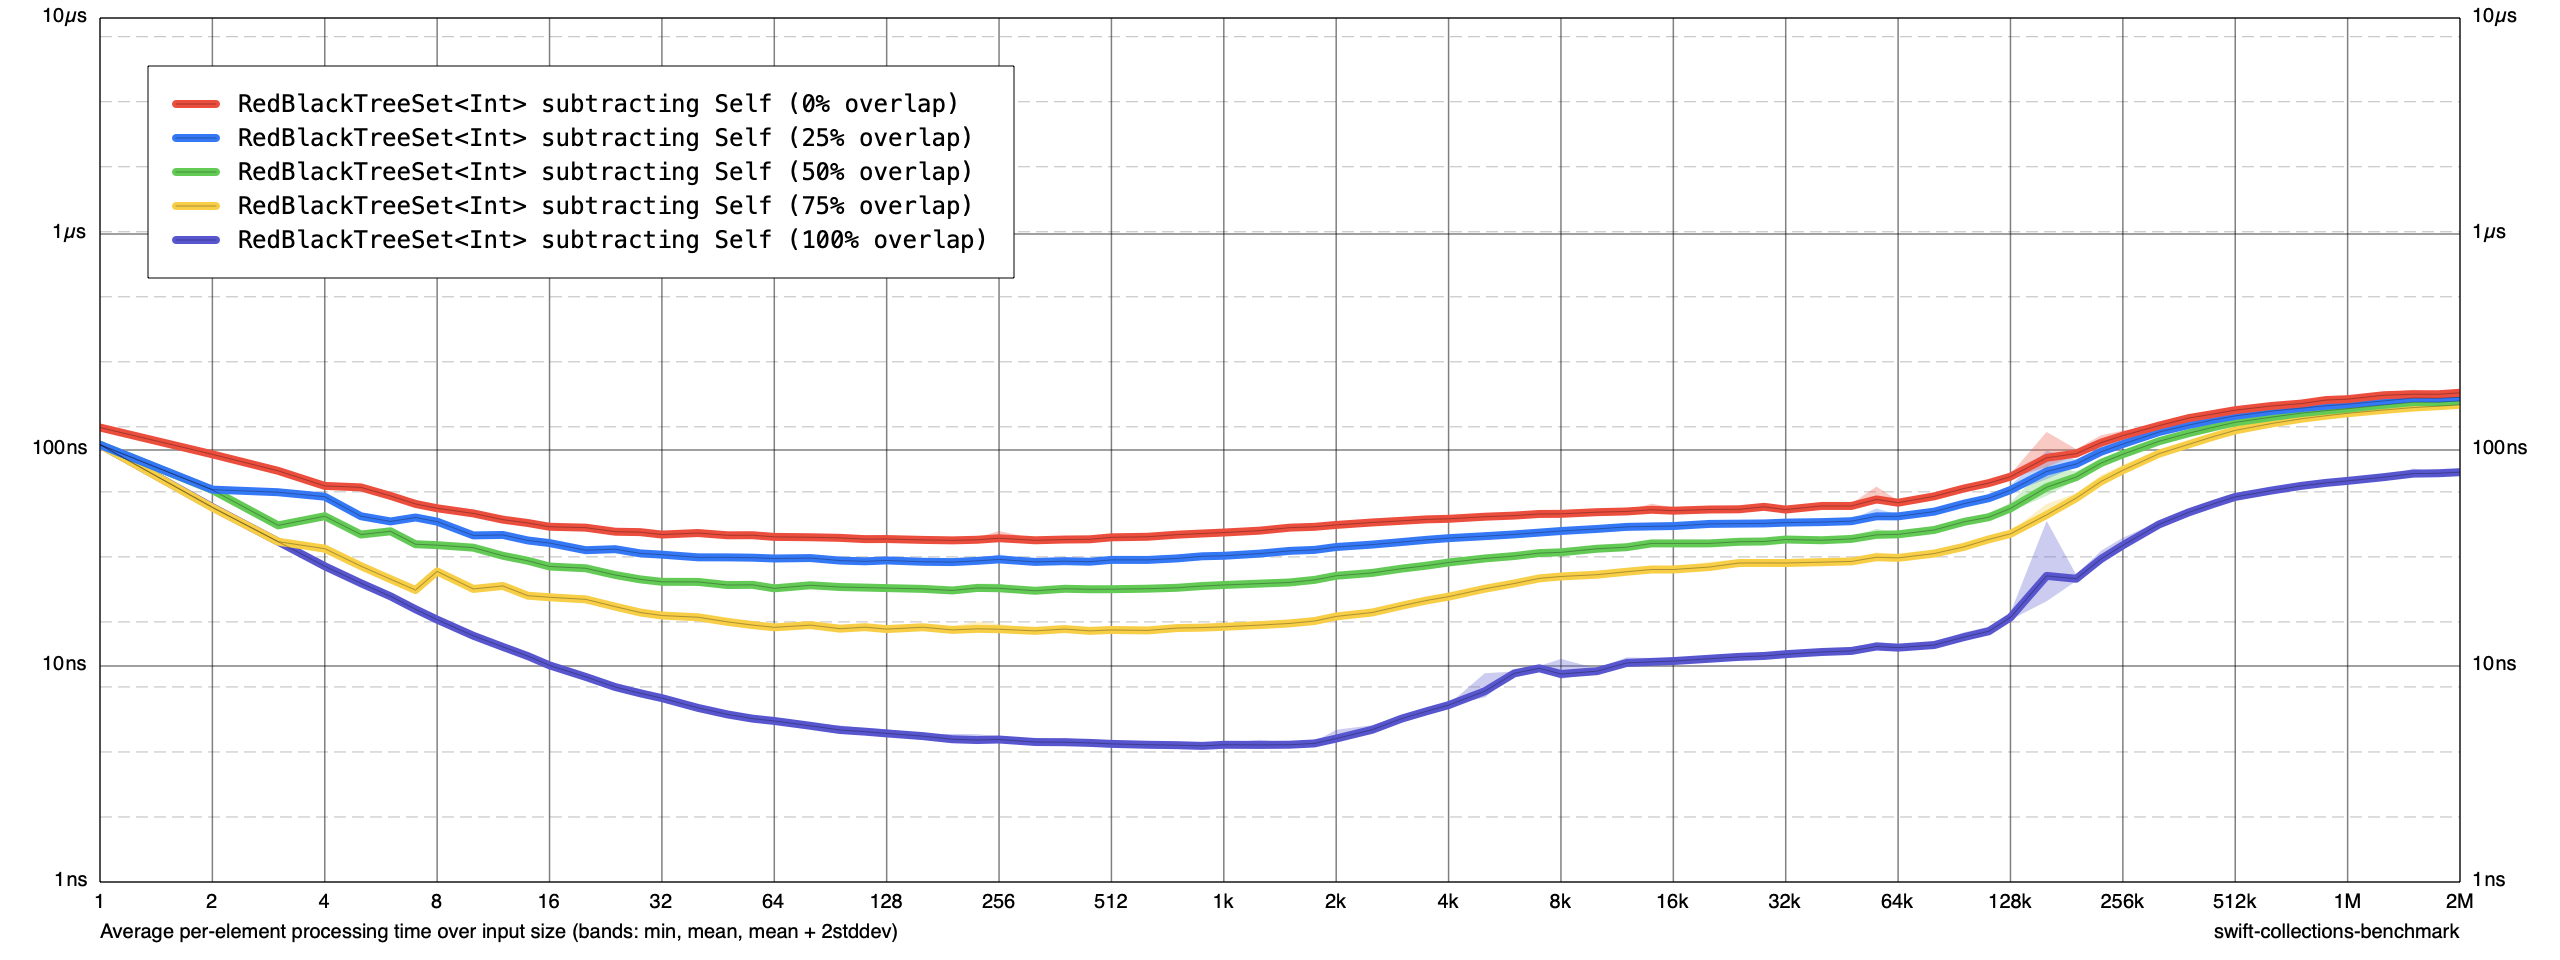 10µs
10µs
RedBlackTreeSet<Int> subtracting Self (0% overlap)
RedBlackTreeSet<Int> subtracting Self (25% overlap)
RedBlackTreeSet<Int> subtracting Self (50% overlap)
RedBlackTreeSet<Int> subtracting Self (75% overlap)
RedBlackTreeSet<Int> subtracting Self (100% overlap)
1µs
1µs
100ns
100ns
10ns
10ns
1ns
1ns
1 2 4 8 16 32 64 128 256 512 1k 2k 4k 8k 16k 32k 64k 128k 256k 512k 1M 2M
Average per-element processing time over input size (bands: min, mean, mean + 2stddev)
swift-collections-benchmark